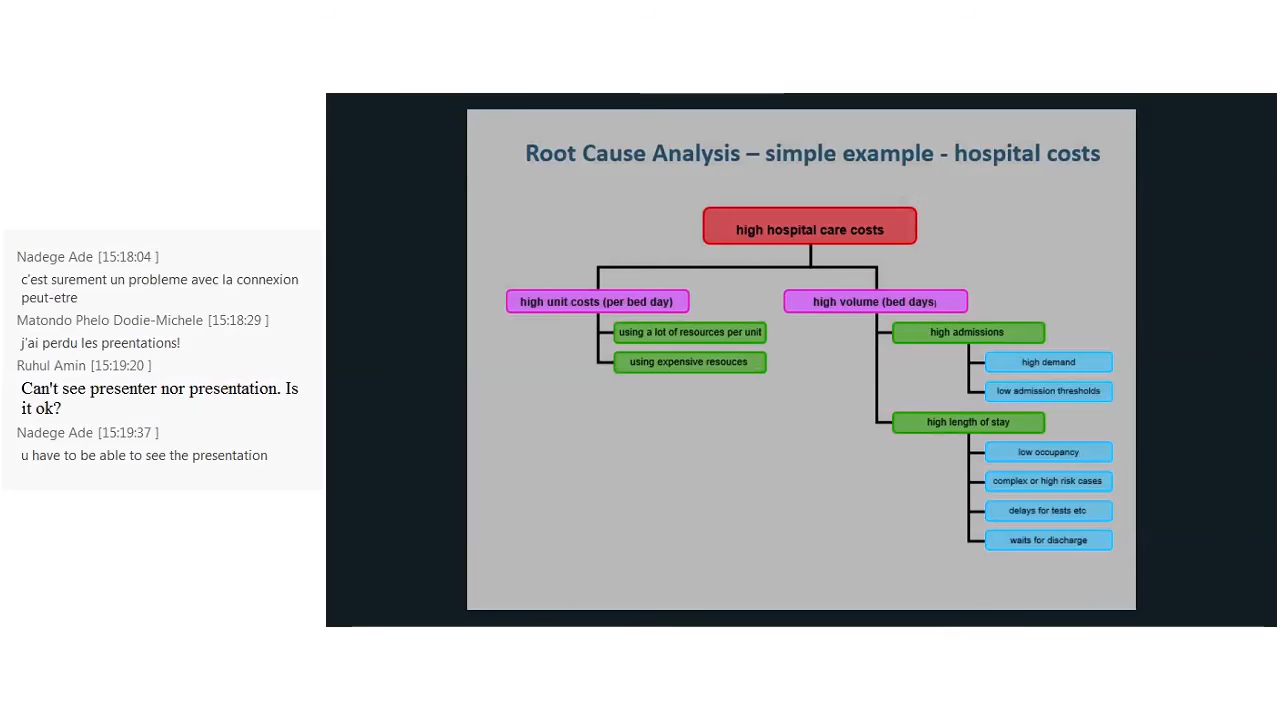 Nadege Ade [15:18:04 ]
c'est surement un probleme avec la connexion
peut-etre
Matondo Phelo Dodie-Michele [15:18:29 ]
j'ai perdu les preentations!
Ruhul Amin [15:19:20 ]
Can't see presenter nor presentation. Is
it ok?
Nadege Ade [15:19:37 ]
u have to be able to see the presentation
Root Cause Analysis – simple example - hospital costs
high hospital care costs
high unit costs (per bed day)
using a lot of resources per unit
using expensive resouces
high volume (bed days)
high admissions
high demand
low admission thresholds
high length of stay
low occupancy
complex or high risk cases
delays for tests etc
waits for discharge